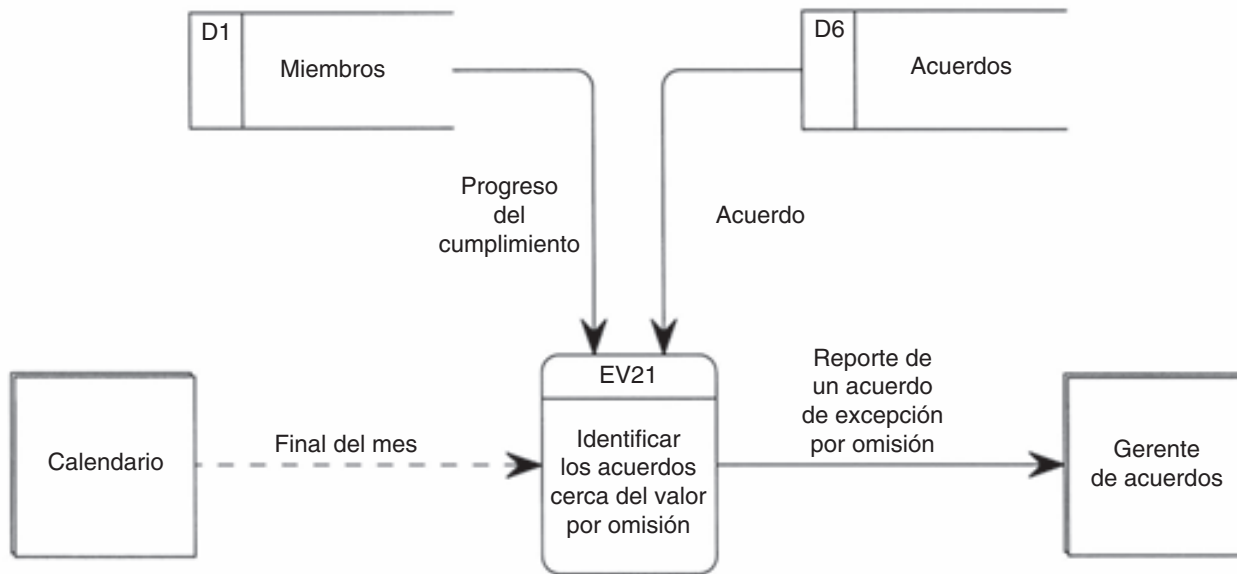 D1
Miembros
D6
Acuerdos
Progreso
del
cumplimiento
Acuerdo
Calendario
Final del mes
EV21
Identificar
los acuerdos
cerca del valor
por omisión
Reporte de
un acuerdo
de excepción
por omisión
Gerente
de acuerdos